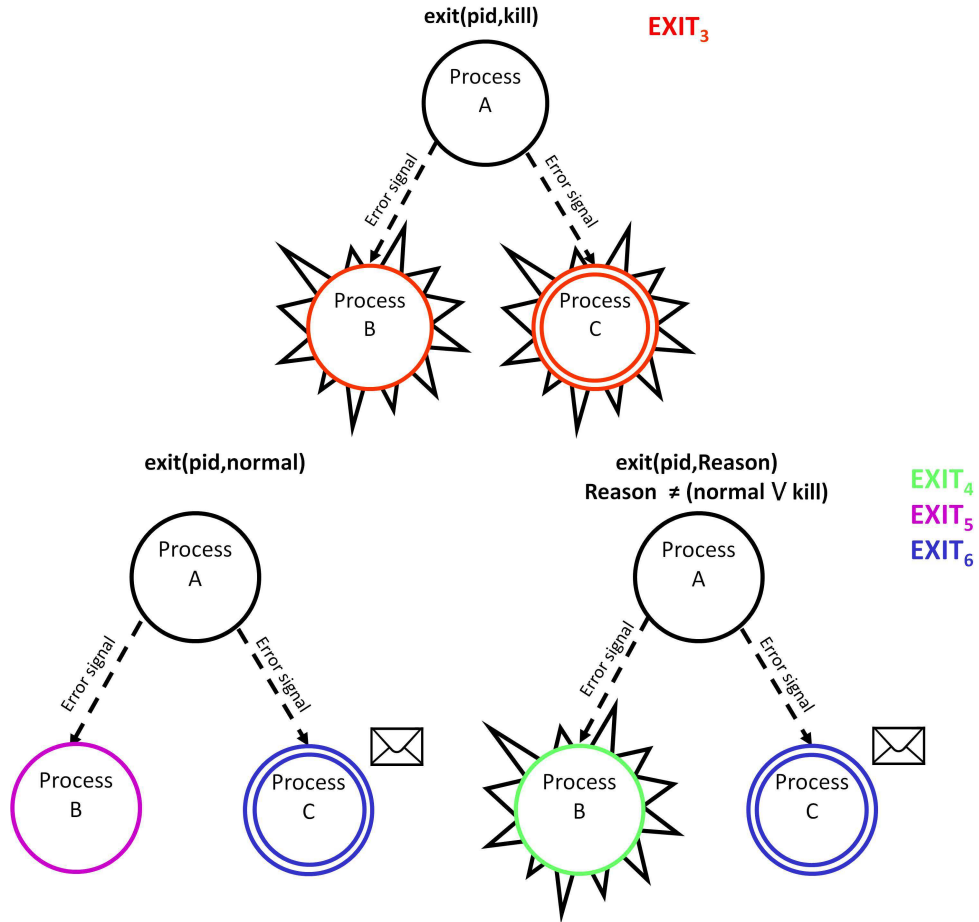 exit(pid,kill)
EXIT₃
Process
A
Error signal
Error signal
Process
B
Process
C
exit(pid,normal)
exit(pid,Reason)
Reason ≠ (normal ∨ kill)
EXIT₄
EXIT₅
EXIT₆
Process
A
Process
A
Error signal
Error signal
Error signal
Error signal
Process
B
Process
C
Process
B
Process
C